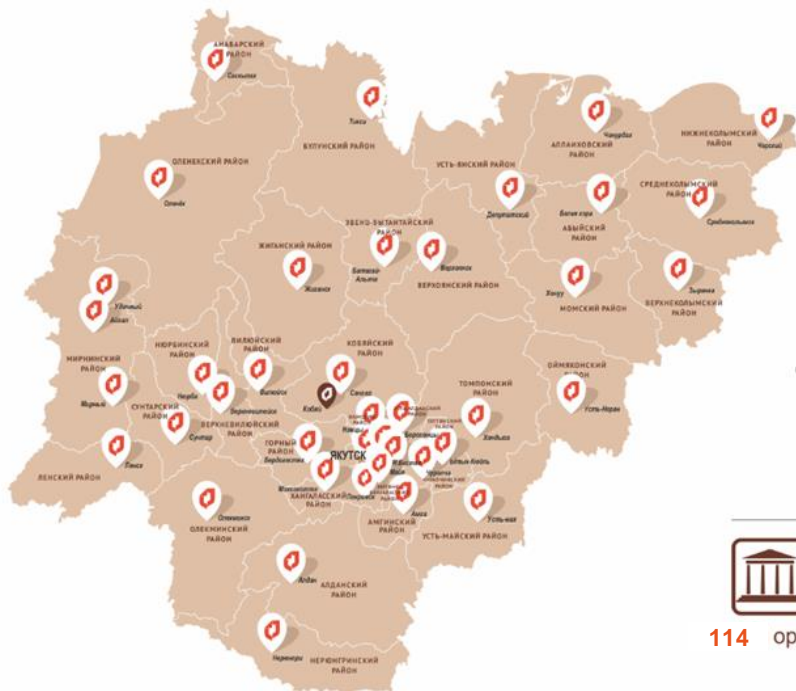 АНАБАРСКИЙ
РАЙОН
Саскылах
Тикси
БУЛУНСКИЙ РАЙОН
Чокурдах
АЛЛАИХОВСКИЙ
РАЙОН
НИЖНЕКОЛЫМСКИЙ
РАЙОН
Черский
ОЛЕНЕКСКИЙ РАЙОН
Оленёк
УСТЬ-ЯНСКИЙ РАЙОН
Депутатский
Белая гора
АБЫЙСКИЙ
РАЙОН
СРЕДНЕКОЛЫМСКИЙ
РАЙОН
Среднеколымск
ЭВЕНО-БЫТАНТАЙСКИЙ
РАЙОН
Батагай-
Алыта
Верхоянск
ВЕРХОЯНСКИЙ РАЙОН
ЖИГАНСКИЙ РАЙОН
Жиганск
Хонуу
МОМСКИЙ РАЙОН
Зырянка
ВЕРХНЕКОЛЫМСКИЙ
РАЙОН
Удачный
Айхал
МИРНИНСКИЙ
РАЙОН
Мирный
НЮРБИНСКИЙ
РАЙОН
Нюрба
ВИЛЮЙСКИЙ
РАЙОН
Вилюйск
Верхневилюйск
ВЕРХНЕВИЛЮЙСКИЙ
РАЙОН
КОБЯЙСКИЙ
РАЙОН
Сангар
Кобяй
СУНТАРСКИЙ
РАЙОН
Сунтар
ТОМПОНСКИЙ
РАЙОН
Хандыга
ОЙМЯКОНСКИЙ
РАЙОН
Усть-Нера
ЛЕНСКИЙ РАЙОН
Ленск
ГОРНЫЙ
РАЙОН
Бердигестях
ЯКУТСК
Намцы
Борогонцы
Ытык-Кюёль
Чурапча
Майя
Покровск
ХАНГАЛАССКИЙ
РАЙОН
Амга
АМГИНСКИЙ
РАЙОН
Усть-мая
УСТЬ-МАЙСКИЙ РАЙОН
Олекминск
ОЛЕКМИНСКИЙ
РАЙОН
Алдан
АЛДАНСКИЙ
РАЙОН
Нерюнгри
НЕРЮНГРИНСКИЙ
РАЙОН
114 ор